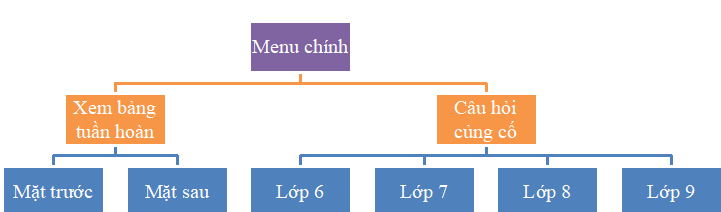 Menu chính
Xem bảng
tuần hoàn
Câu hỏi
củng cố
Mặt trước
Mặt sau
Lớp 6
Lớp 7
Lớp 8
Lớp 9